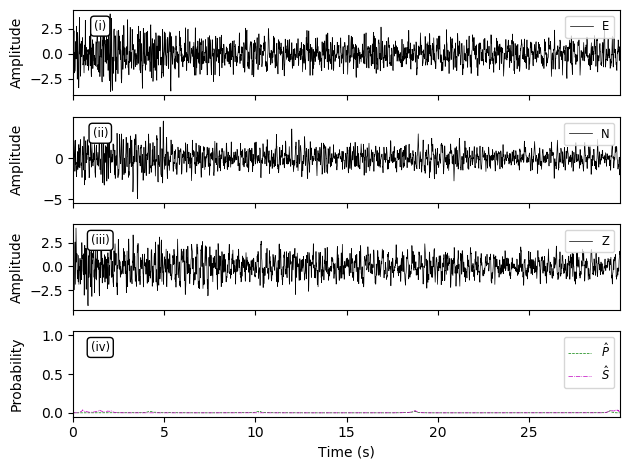 Amplitude
2.5
0.0
−2.5
(i)
E
Amplitude
0
−5
(ii)
N
Amplitude
2.5
0.0
−2.5
(iii)
Z
Probability
1.0
0.5
0.0
(iv)
P̂
Ŝ
0 5 10 15 20 25
Time (s)